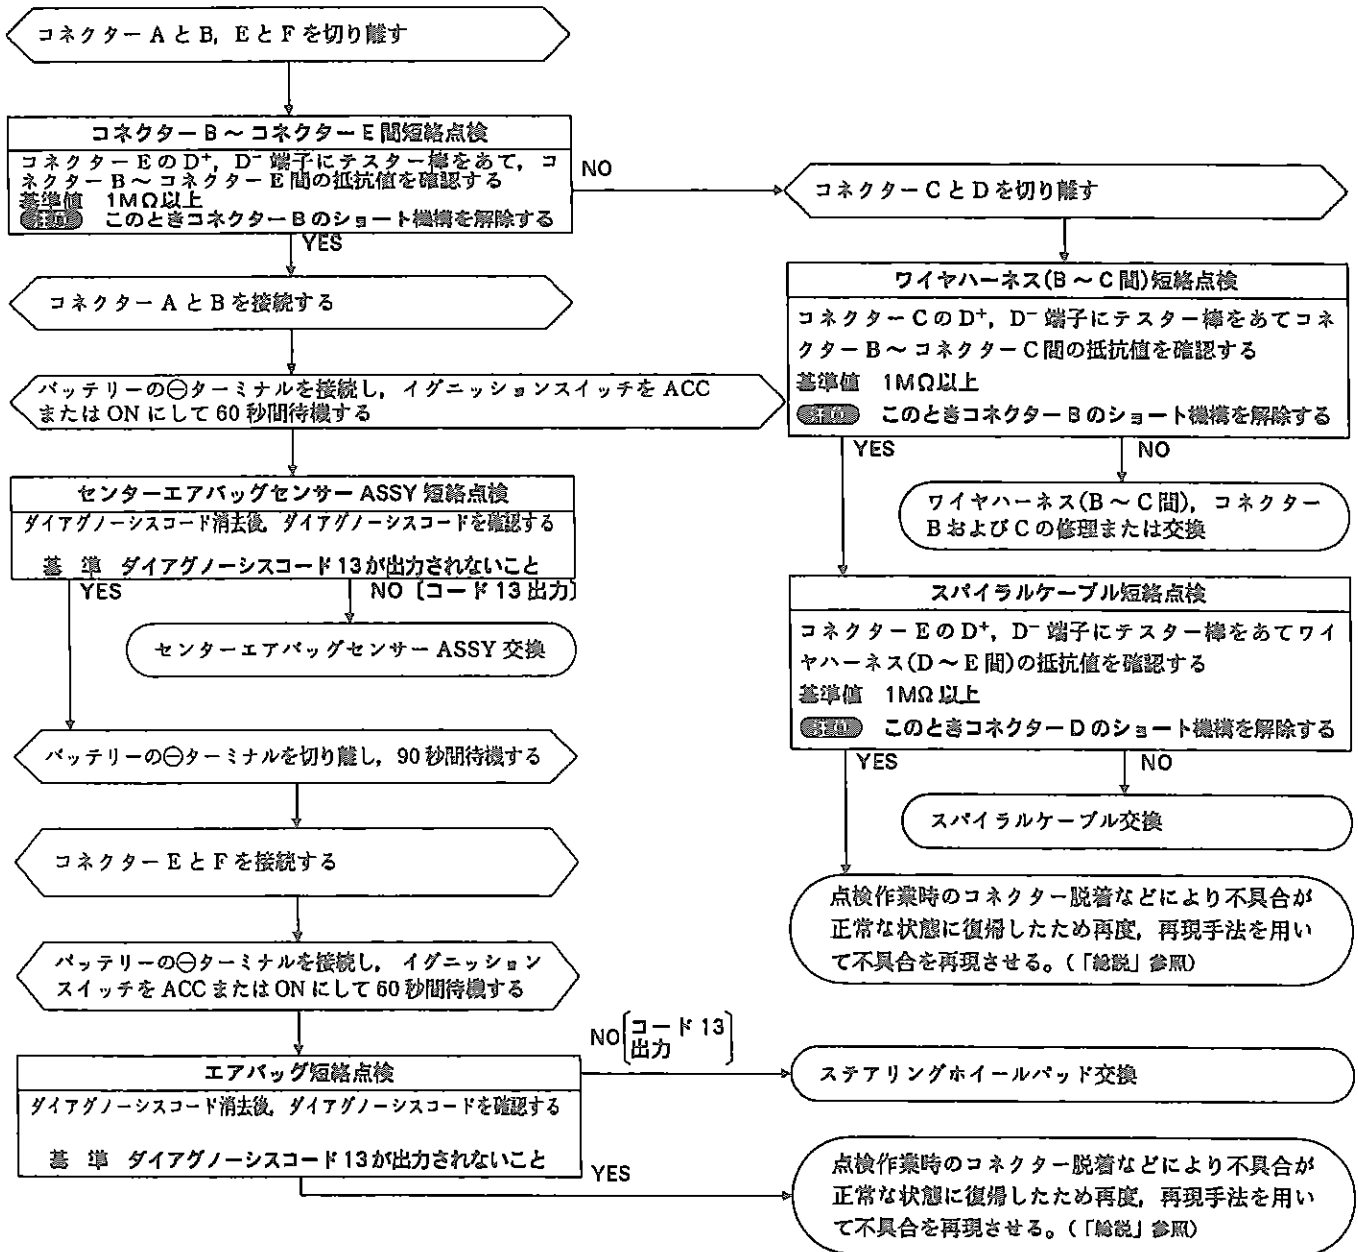 コネクターAとB，EとFを切り離す
コネクターB～コネクターE間短絡点検
コネクターEのD⁺，D⁻端子にテスター棒をあて，コ
ネクターB～コネクターE間の抵抗値を確認する
基準値 1MΩ以上
注意 このときコネクターBのショート機構を解除する
NO
YES
コネクターAとBを接続する
バッテリーの⊖ターミナルを接続し，イグニッションスイッチをACC
またはONにして60秒間待機する
センターエアバッグセンサーASSY短絡点検
ダイアグノーシスコード消去後，ダイアグノーシスコードを確認する
基 準 ダイアグノーシスコード13が出力されないこと
YES
NO〔コード13出力〕
センターエアバッグセンサーASSY交換
バッテリーの⊖ターミナルを切り離し，90秒間待機する
コネクターEとFを接続する
バッテリーの⊖ターミナルを接続し，イグニッション
スイッチをACCまたはONにして60秒間待機する
エアバッグ短絡点検
ダイアグノーシスコード消去後，ダイアグノーシスコードを確認する
基 準 ダイアグノーシスコード13が出力されないこと
NO〔コード13
出力〕
YES
コネクターCとDを切り離す
ワイヤハーネス(B～C間)短絡点検
コネクターCのD⁺，D⁻端子にテスター棒をあてコネ
クターB～コネクターC間の抵抗値を確認する
基準値 1MΩ以上
注意 このときコネクターBのショート機構を解除する
YES
NO
ワイヤハーネス(B～C間)，コネクター
BおよびCの修理または交換
スパイラルケーブル短絡点検
コネクターEのD⁺，D⁻端子にテスター棒をあてワイ
ヤハーネス(D～E間)の抵抗値を確認する
基準値 1MΩ以上
注意 このときコネクターDのショート機構を解除する
YES
NO
スパイラルケーブル交換
点検作業時のコネクター脱着などにより不具合が
正常な状態に復帰したため再度，再現手法を用い
て不具合を再現させる。(「総説」参照)
ステアリングホイールパッド交換
点検作業時のコネクター脱着などにより不具合が
正常な状態に復帰したため再度，再現手法を用い
て不具合を再現させる。(「総説」参照)